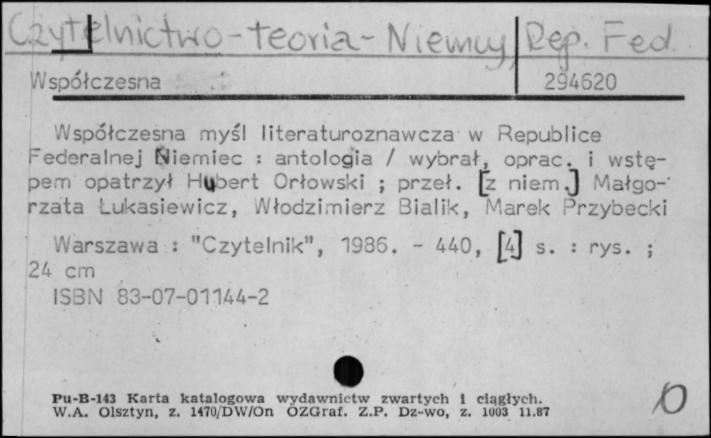 Czytelnictwo - teoria - Niemcy, Rep. Fed.
Współczesna 294620
Współczesna myśl literaturoznawcza w Republice
Federalnej Niemiec : antologia / wybrał, oprac. i wstę-
pem opatrzył Hubert Orłowski ; przeł. [z niem.] Małgo-
rzata Łukasiewicz, Włodzimierz Bialik, Marek Przybecki
Warszawa : "Czytelnik", 1986. - 440, [4] s. : rys. ;
24 cm
ISBN 83-07-01144-2
Pu-B-143 Karta katalogowa wydawnictw zwartych i ciągłych.
W.A. Olsztyn, z. 1470/DW/On OZGraf. Z.P. Dz-wo, z. 1003 11.87